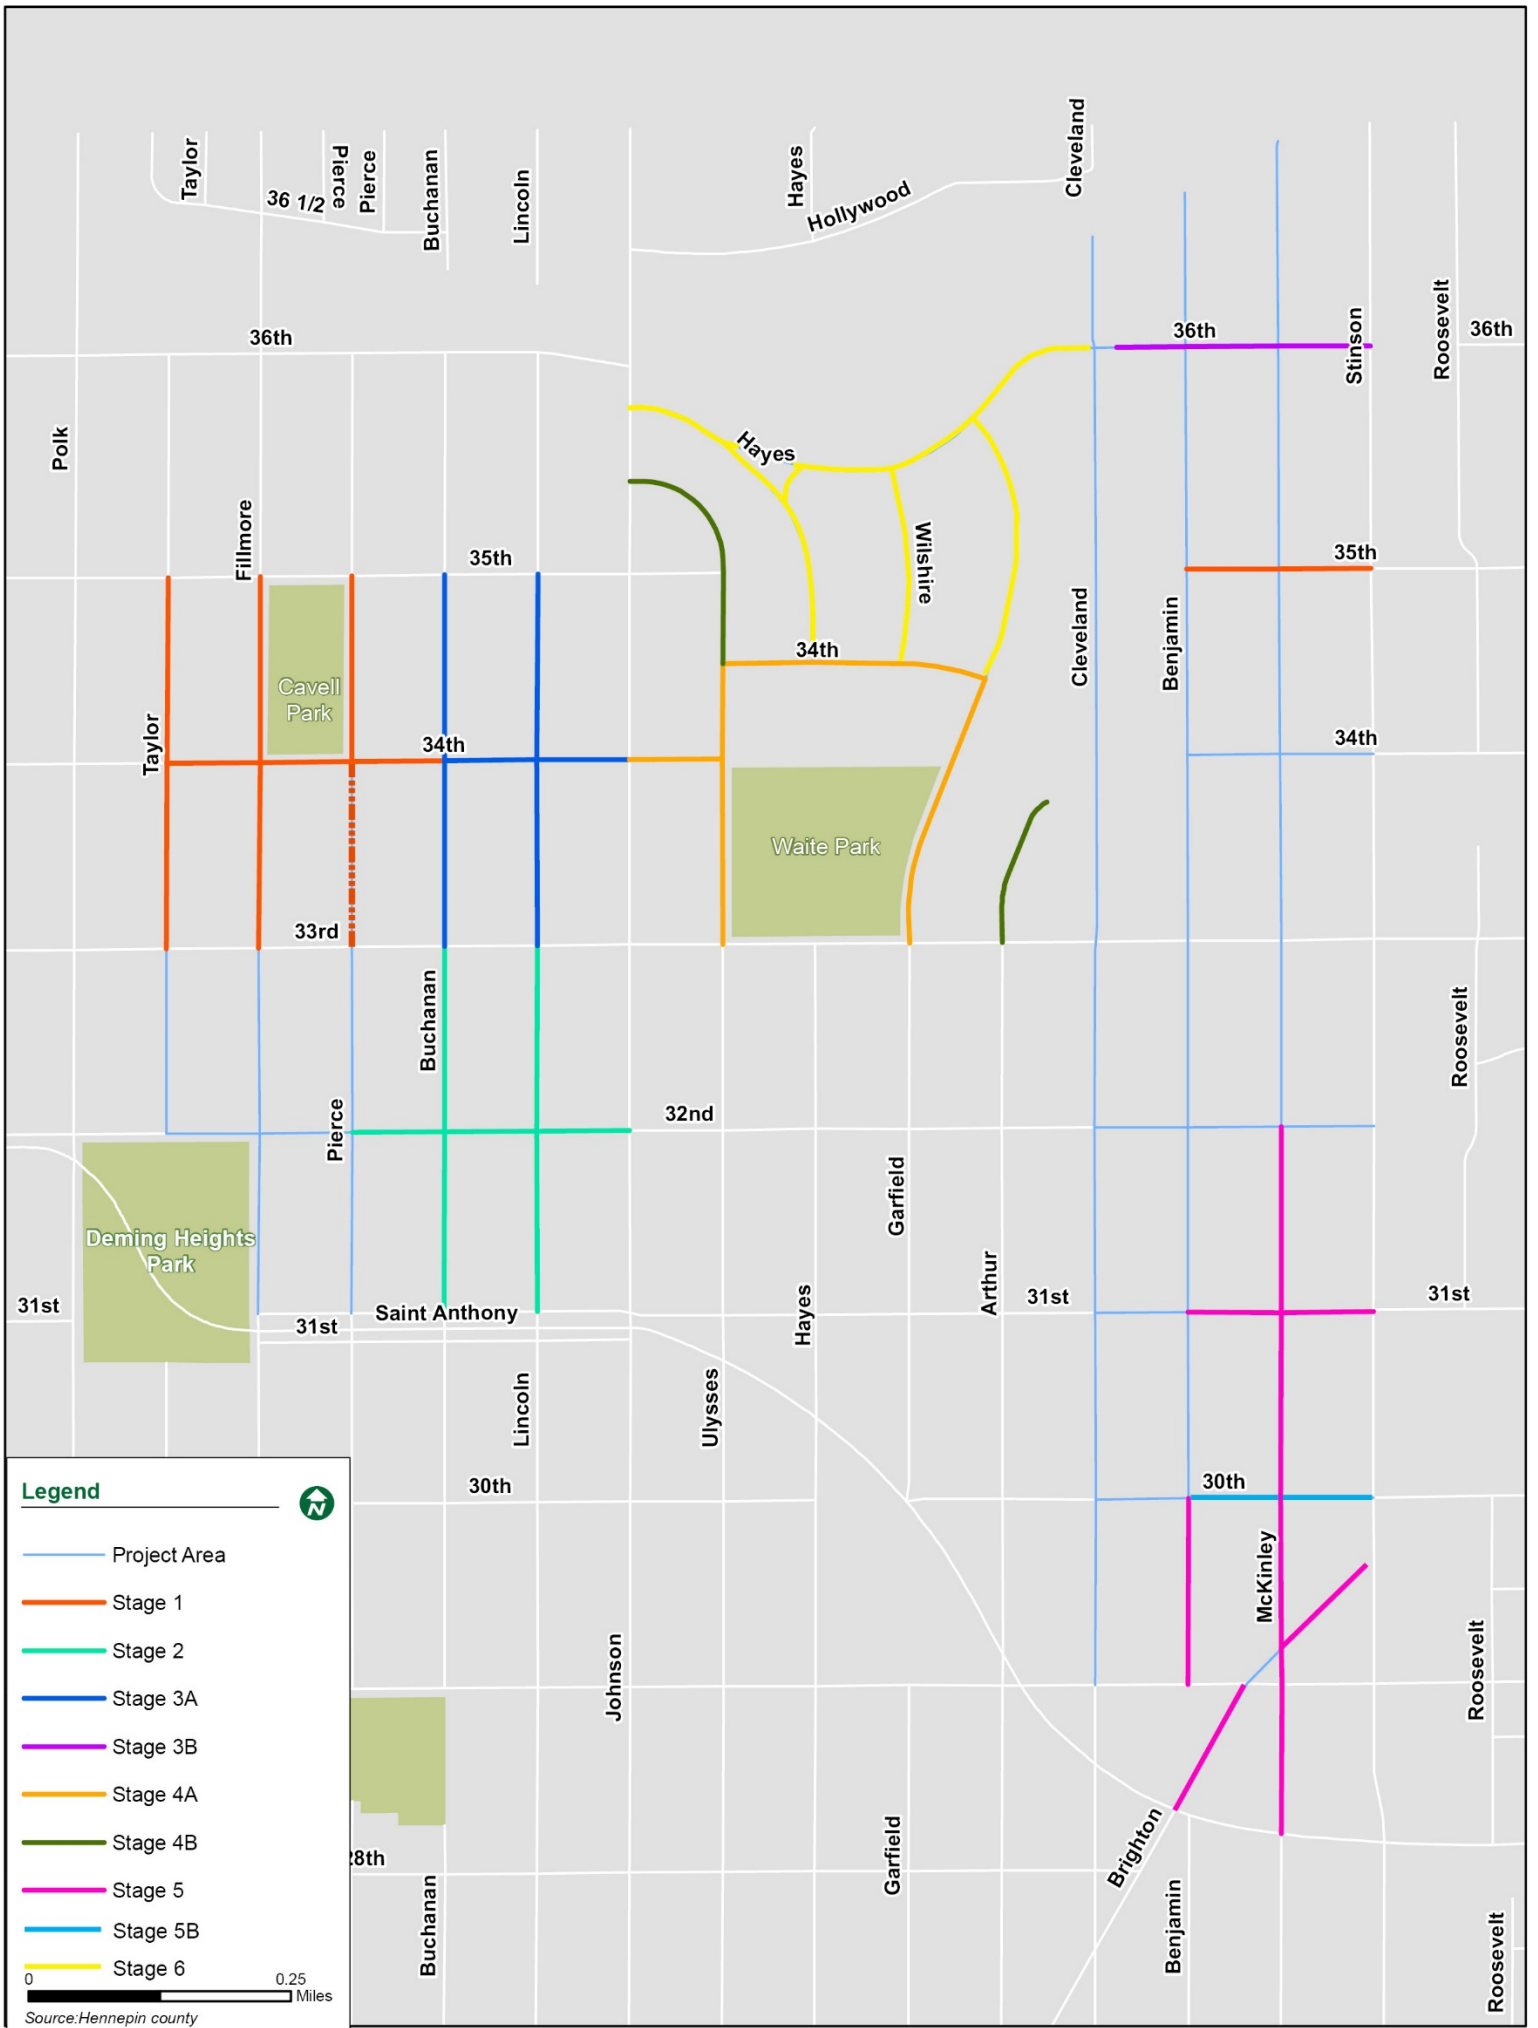 Cleveland
Taylor
Pierce
Pierce
Buchanan
Lincoln
Hayes
Hollywood
36 1/2
36th
36th
36th
Stinson
Roosevelt
Polk
Hayes
Fillmore
35th
Wilshire
35th
Cleveland
Benjamin
34th
Cavell
Park
Taylor
34th
34th
Waite Park
33rd
Buchanan
Roosevelt
Pierce
32nd
Garfield
Deming Heights
Park
Arthur
31st
31st
31st
Saint Anthony
31st
Hayes
Lincoln
Ulysses
30th
30th
McKinley
Johnson
Roosevelt
Brighton
Garfield
28th
Buchanan
Benjamin
Roosevelt
Legend
N
Project Area
Stage 1
Stage 2
Stage 3A
Stage 3B
Stage 4A
Stage 4B
Stage 5
Stage 5B
Stage 6
0 0.25
Miles
Source:Hennepin county